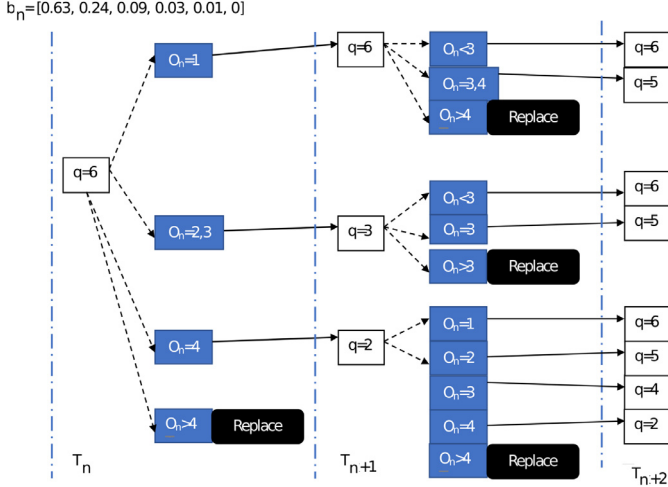 bn=[0.63, 0.24, 0.09, 0.03, 0.01, 0]
q=6
On=1
On=2,3
On=4
On>4 Replace
Tn
q=6
On<3
On=3,4
On>4 Replace
q=3
On<3
On=3
On>3 Replace
q=2
On=1
On=2
On=3
On=4
On>4 Replace
Tn+1
q=6
q=5
q=6
q=5
q=6
q=5
q=4
q=2
Tn+2